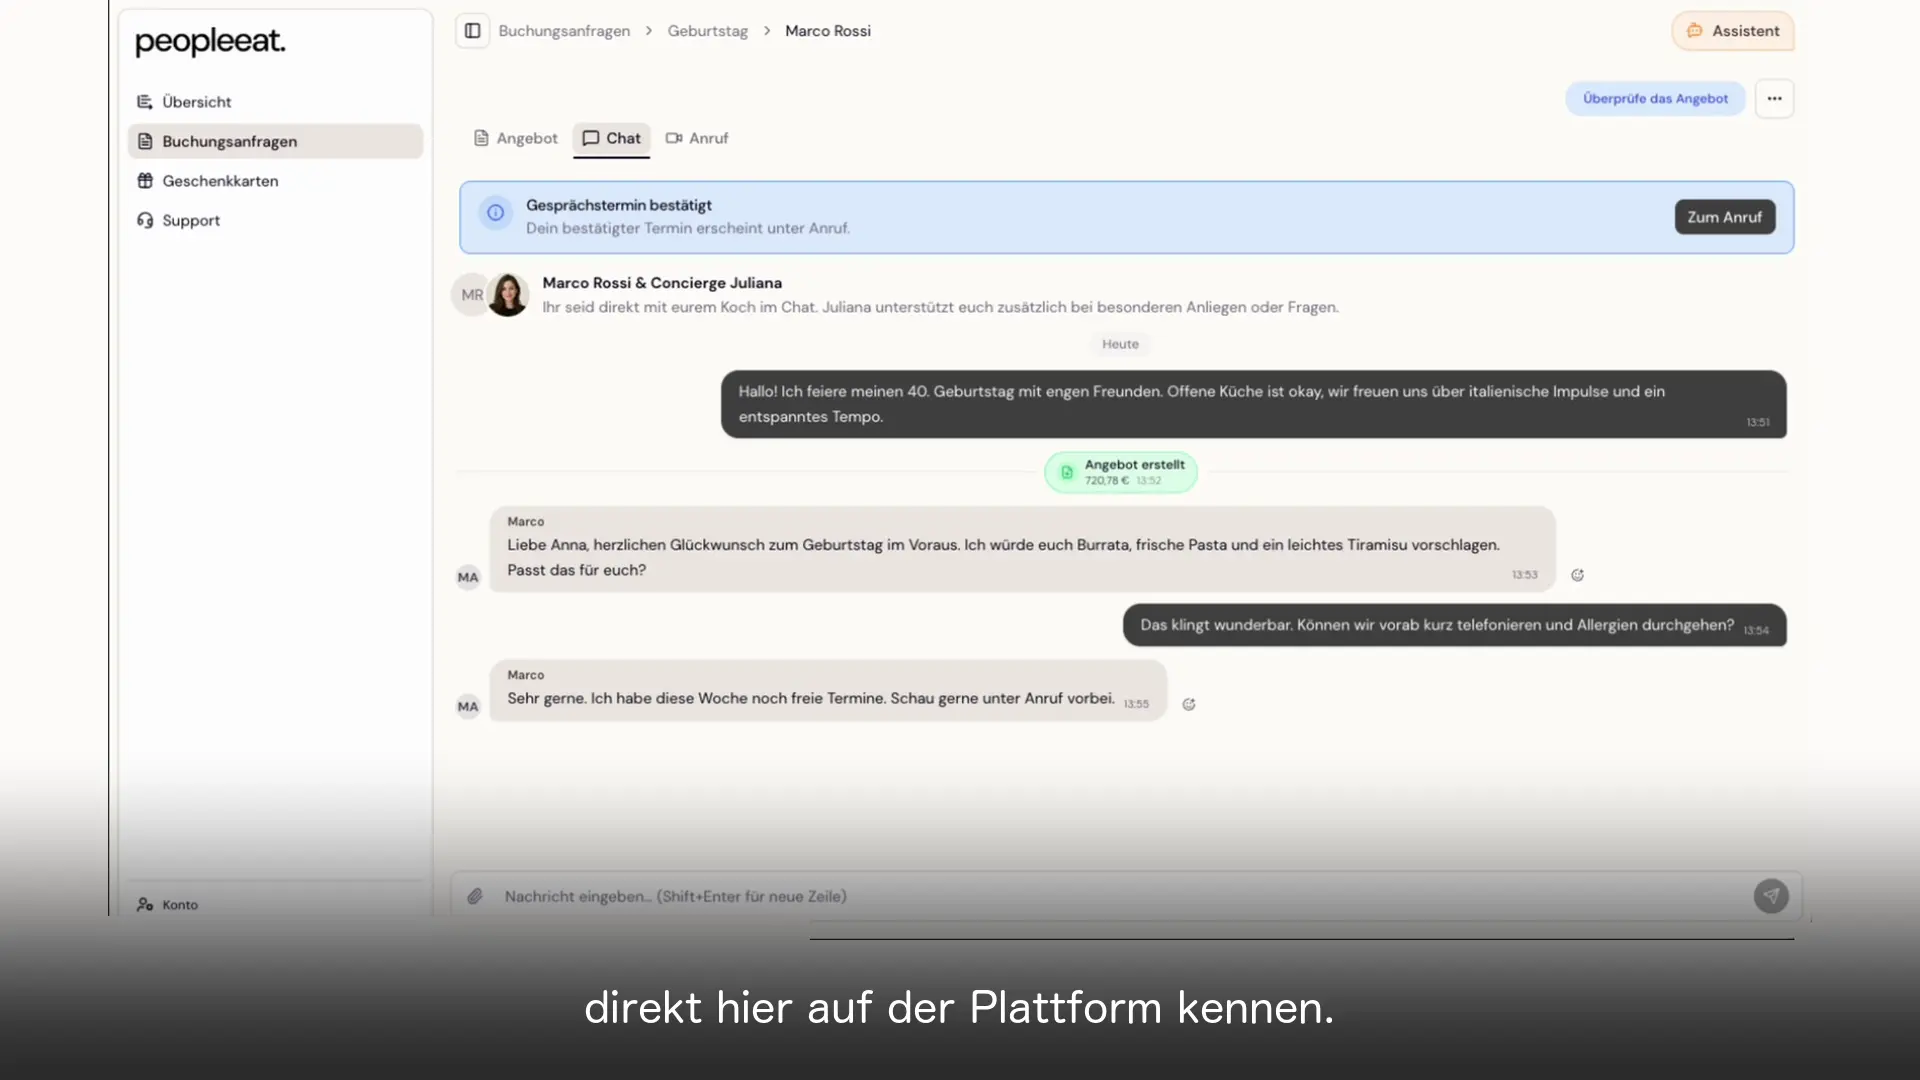 peopleeat.
Übersicht
Buchungsanfragen
Geschenkkarten
Support
Konto
Buchungsanfragen > Geburtstag > Marco Rossi
Assistent
Überprüfe das Angebot
Angebot
Chat
Anruf
Gesprächstermin bestätigt
Dein bestätigter Termin erscheint unter Anruf.
Zum Anruf
MR
Marco Rossi & Concierge Juliana
Ihr seid direkt mit eurem Koch im Chat. Juliana unterstützt euch zusätzlich bei besonderen Anliegen oder Fragen.
Heute
Hallo! Ich feiere meinen 40. Geburtstag mit engen Freunden. Offene Küche ist okay, wir freuen uns über italienische Impulse und ein
entspanntes Tempo.
13:51
Angebot erstellt
720,78 € 13:52
Marco
Liebe Anna, herzlichen Glückwunsch zum Geburtstag im Voraus. Ich würde euch Burrata, frische Pasta und ein leichtes Tiramisu vorschlagen.
Passt das für euch?
13:53
MA
Das klingt wunderbar. Können wir vorab kurz telefonieren und Allergien durchgehen? 13:54
Marco
Sehr gerne. Ich habe diese Woche noch freie Termine. Schau gerne unter Anruf vorbei. 13:55
MA
Nachricht eingeben... (Shift+Enter für neue Zeile)
direkt hier auf der Plattform kennen.